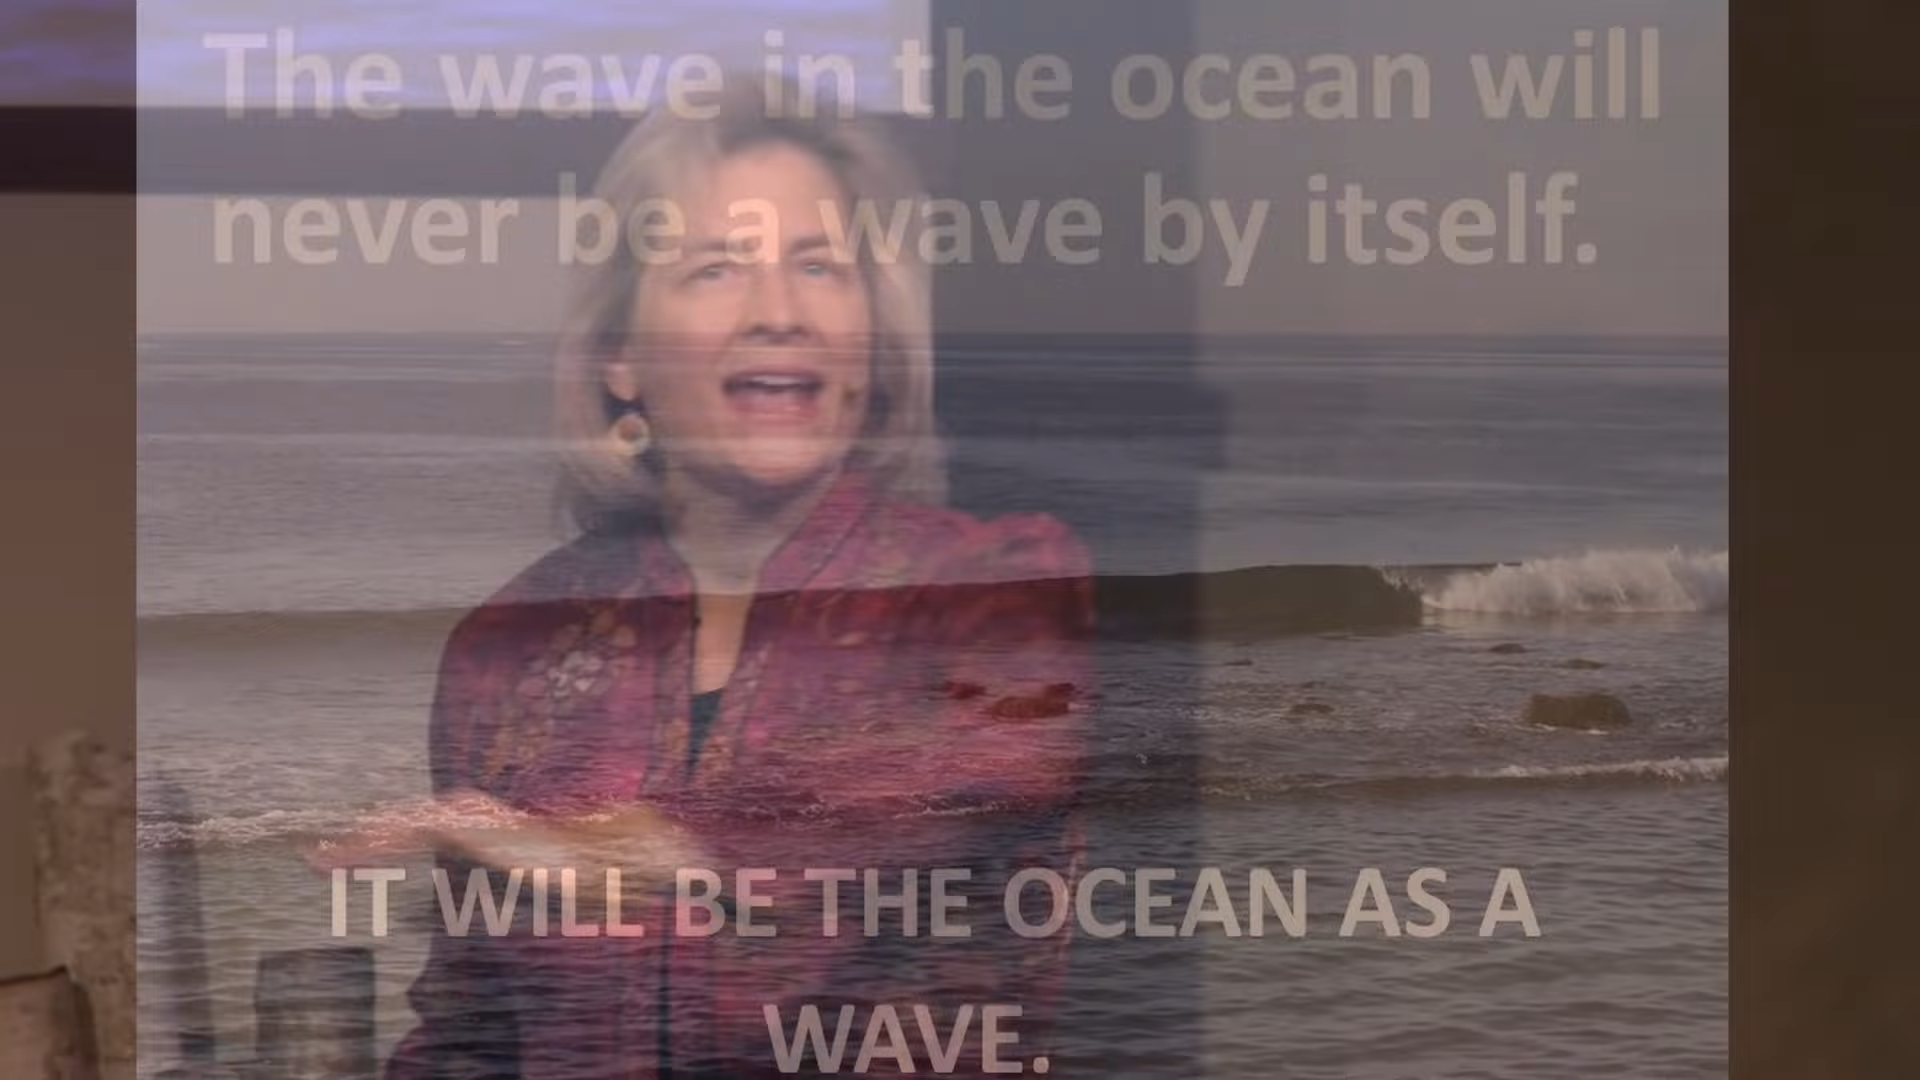 The wave in the ocean will
never be a wave by itself.
IT WILL BE THE OCEAN AS A
WAVE.